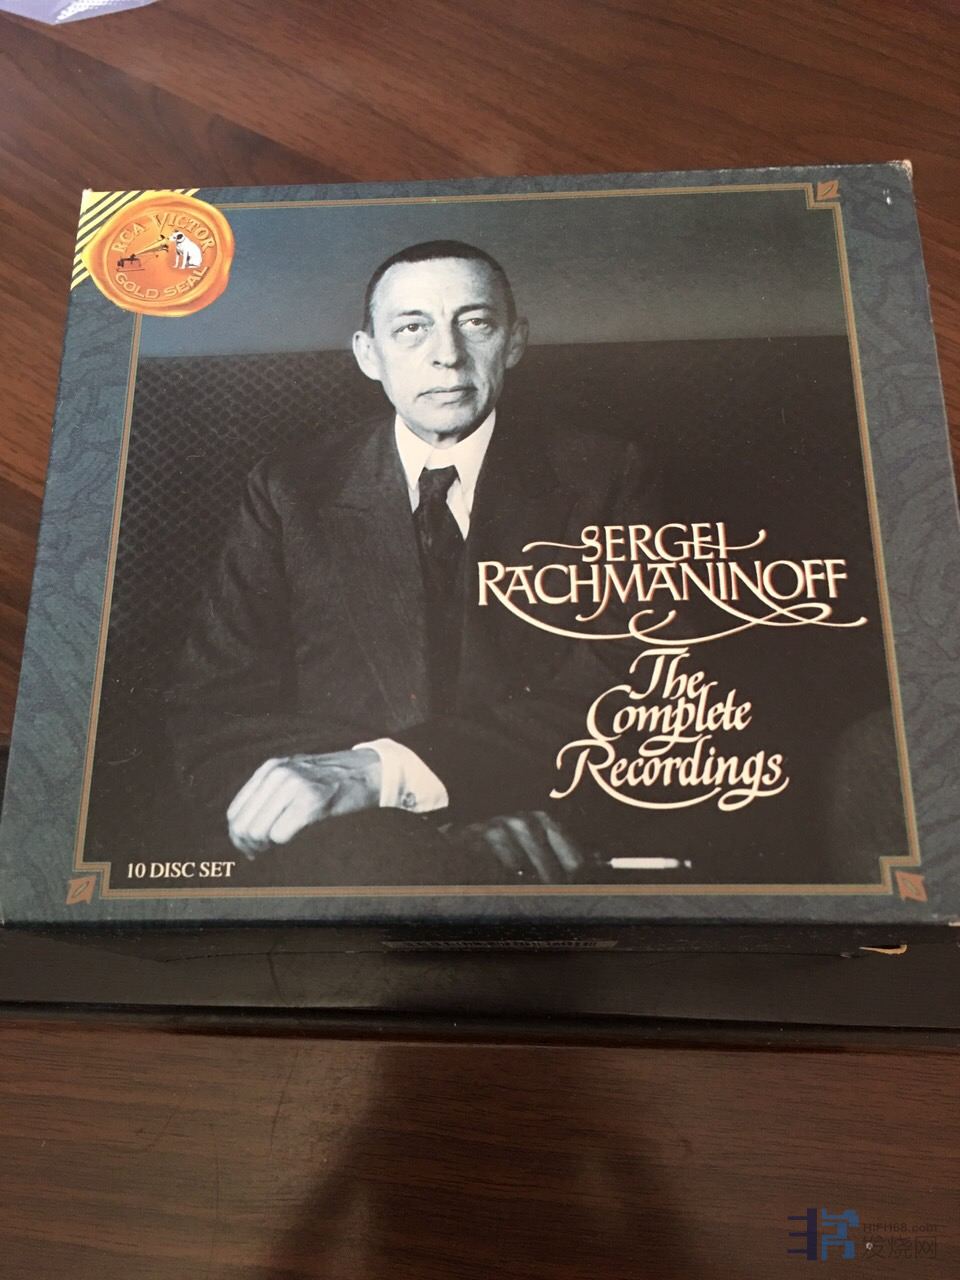 RCA VICTOR
GOLD SEAL
SERGEI
RACHMANINOFF
The
Complete
Recordings
10 DISC SET
HIFI168.com
发烧网